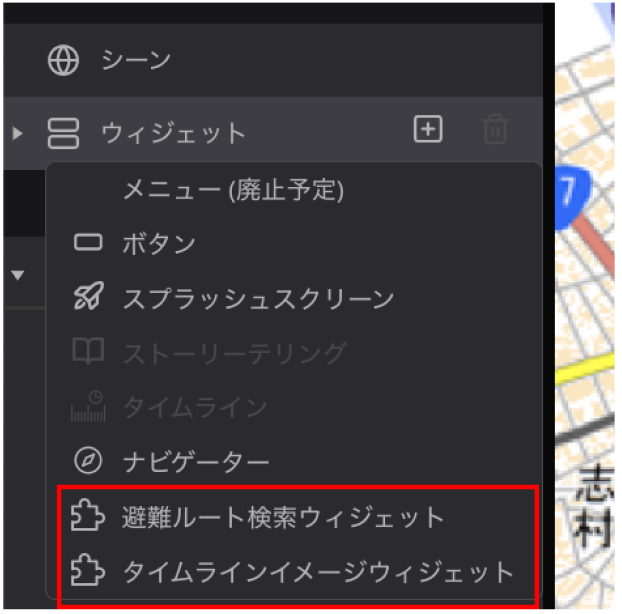 シーン
ウィジェット
メニュー (廃止予定)
ボタン
スプラッシュスクリーン
ストーリーテリング
タイムライン
ナビゲーター
避難ルート検索ウィジェット
タイムラインイメージウィジェット
7
志
村